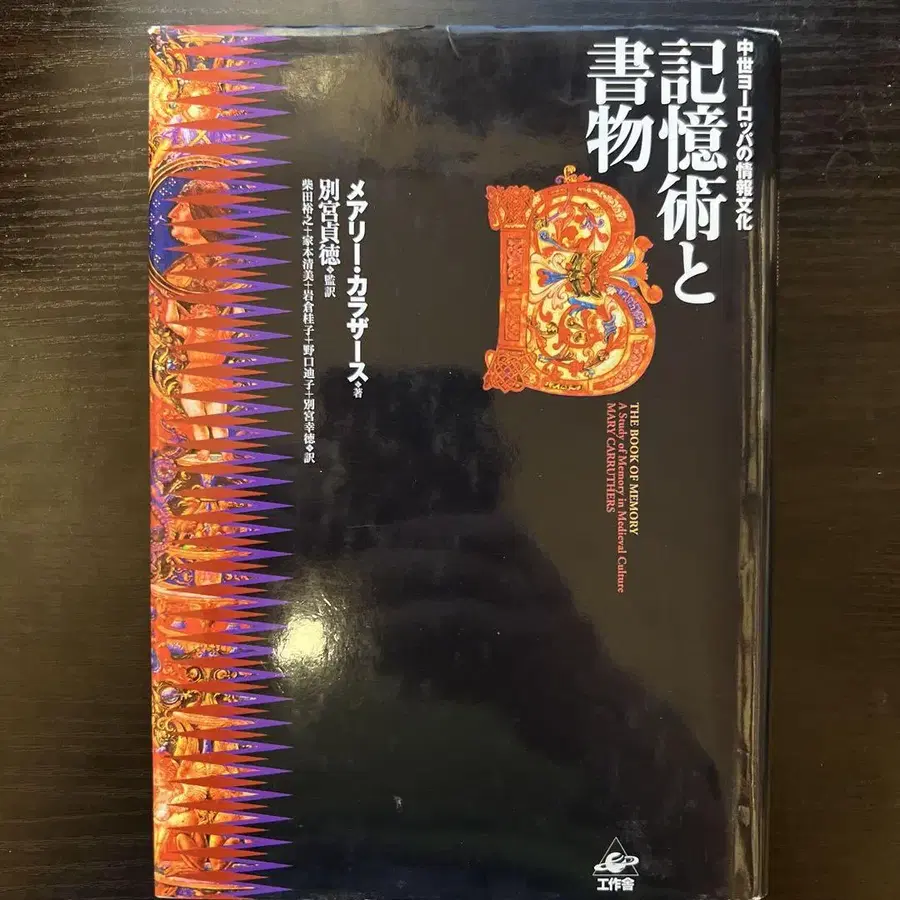 中世ヨーロッパの情報文化
記憶術と
書物
THE BOOK OF MEMORY
A Study of Memory in Medieval Culture
MARY CARRUTHERS
メアリー・カラザース◆著
別宮貞徳◆監訳
柴田裕之+家本清美+岩倉桂子+野口迪子+別宮幸徳◆訳
工作舎